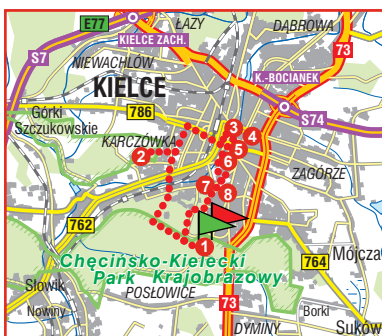 E77
ŁAZY
DĄBROWA
KIELCE ZACH.
73
S7
NIEWACHLÓW
K.-BOCIANEK
KIELCE
Górki
Szczukowskie
786
S74
3
4
KARCZÓWKA
5
2
6
ZAGÓRZE
7
8
762
1
764
Mójcza
Chęcińsko-Kielecki
Park Krajobrazowy
Słowik
POSŁOWICE
Nowiny
73
Borki
DYMINY
Suków